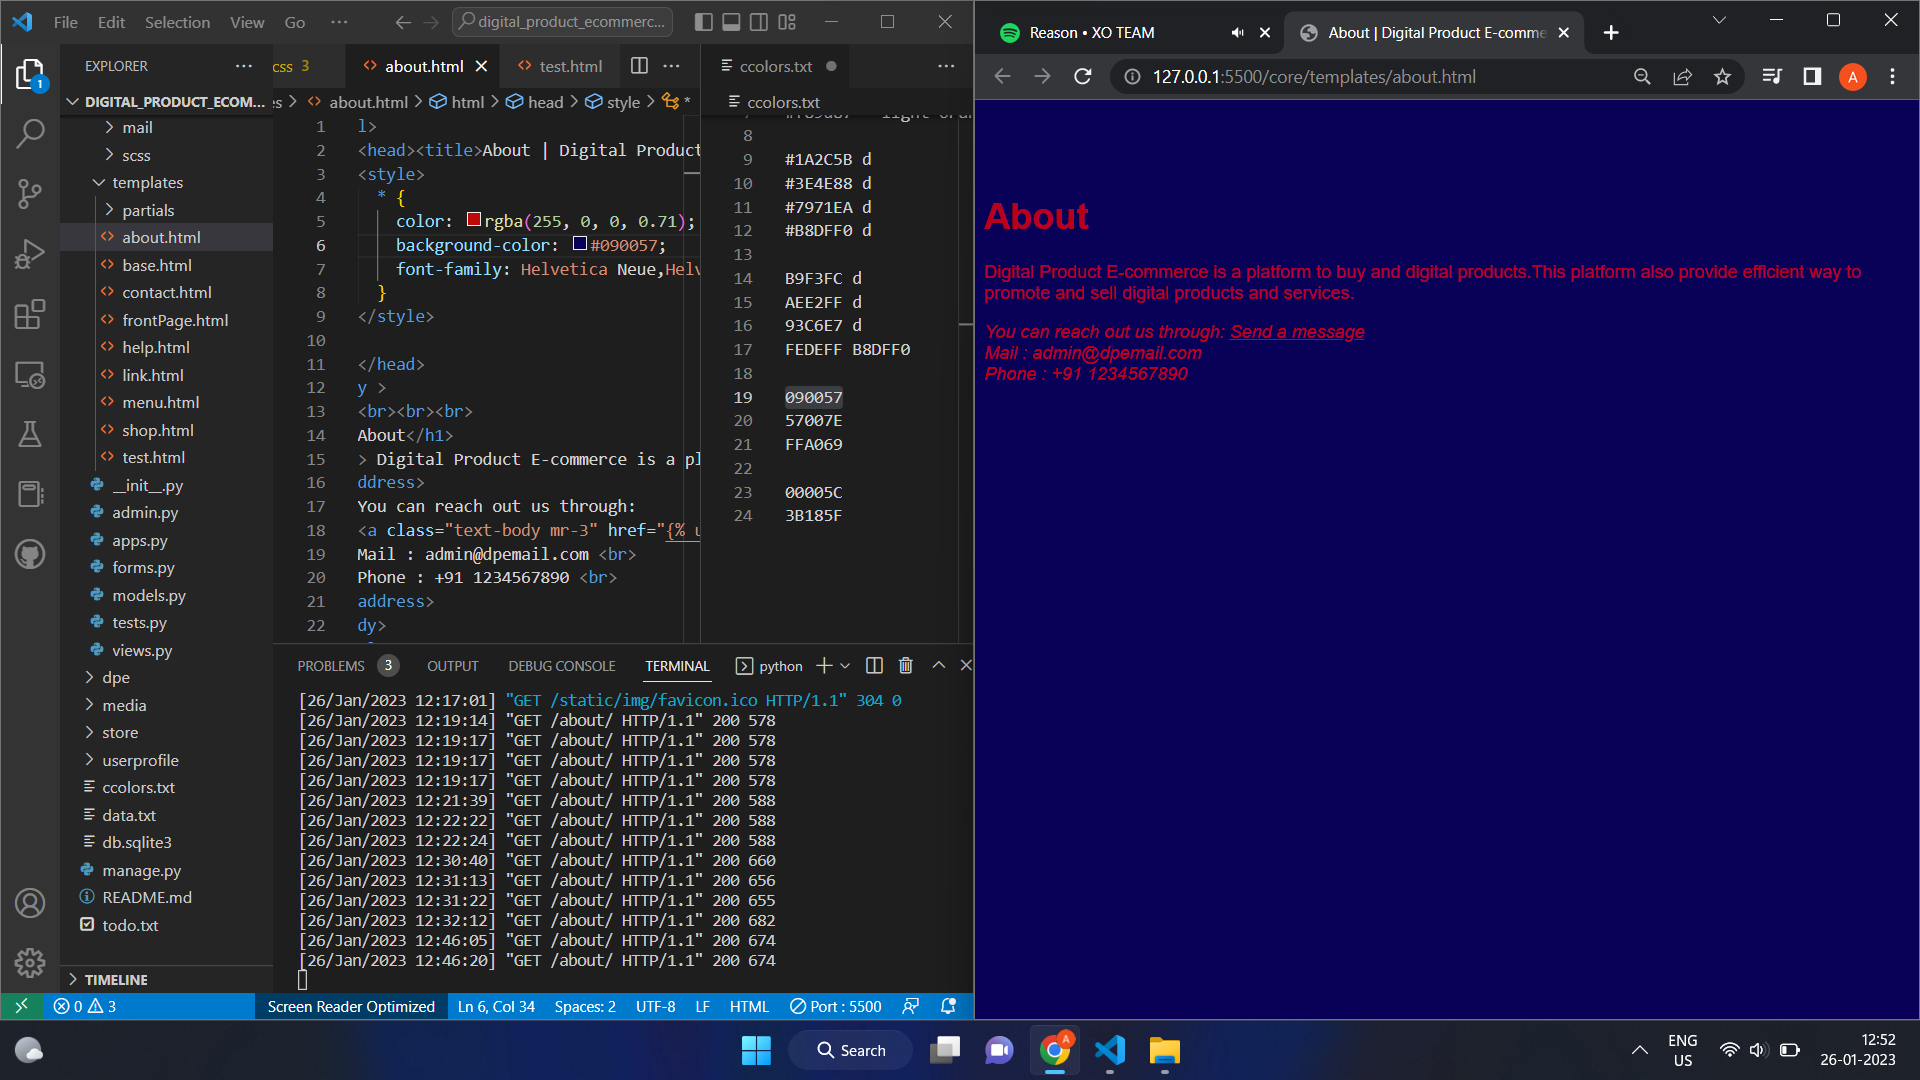 File Edit Selection View Go ··· digital_product_ecommerc...
EXPLORER
DIGITAL_PRODUCT_ECOM...
mail
scss
templates
partials
about.html
base.html
contact.html
frontPage.html
help.html
link.html
menu.html
shop.html
test.html
__init__.py
admin.py
apps.py
forms.py
models.py
tests.py
views.py
dpe
media
store
userprofile
ccolors.txt
data.txt
db.sqlite3
manage.py
README.md
todo.txt
TIMELINE
css 3 about.html test.html
about.html > html > head > style > *
1 l>
2 <head><title>About | Digital Product
3 <style>
4 * {
5 color: rgba(255, 0, 0, 0.71);
6 background-color: #090057;
7 font-family: Helvetica Neue,Helv
8 }
9 </style>
10
11 </head>
12 y >
13 <br><br><br>
14 About</h1>
15 > Digital Product E-commerce is a pl
16 ddress>
17 You can reach out us through:
18 <a class="text-body mr-3" href="{% u
19 Mail : admin@dpemail.com <br>
20 Phone : +91 1234567890 <br>
21 address>
22 dy>
ccolors.txt
ccolors.txt
8
9 #1A2C5B d
10 #3E4E88 d
11 #7971EA d
12 #B8DFF0 d
13
14 B9F3FC d
15 AEE2FF d
16 93C6E7 d
17 FEDEFF B8DFF0
18
19 090057
20 57007E
21 FFA069
22
23 00005C
24 3B185F
PROBLEMS 3 OUTPUT DEBUG CONSOLE TERMINAL python
[26/Jan/2023 12:17:01] "GET /static/img/favicon.ico HTTP/1.1" 304 0
[26/Jan/2023 12:19:14] "GET /about/ HTTP/1.1" 200 578
[26/Jan/2023 12:19:17] "GET /about/ HTTP/1.1" 200 578
[26/Jan/2023 12:19:17] "GET /about/ HTTP/1.1" 200 578
[26/Jan/2023 12:19:17] "GET /about/ HTTP/1.1" 200 578
[26/Jan/2023 12:21:39] "GET /about/ HTTP/1.1" 200 588
[26/Jan/2023 12:22:22] "GET /about/ HTTP/1.1" 200 588
[26/Jan/2023 12:22:24] "GET /about/ HTTP/1.1" 200 588
[26/Jan/2023 12:30:40] "GET /about/ HTTP/1.1" 200 660
[26/Jan/2023 12:31:13] "GET /about/ HTTP/1.1" 200 656
[26/Jan/2023 12:31:22] "GET /about/ HTTP/1.1" 200 655
[26/Jan/2023 12:32:12] "GET /about/ HTTP/1.1" 200 682
[26/Jan/2023 12:46:05] "GET /about/ HTTP/1.1" 200 674
[26/Jan/2023 12:46:20] "GET /about/ HTTP/1.1" 200 674
0 3 Screen Reader Optimized Ln 6, Col 34 Spaces: 2 UTF-8 LF HTML Port : 5500
Reason • XO TEAM About | Digital Product E-comme
127.0.0.1:5500/core/templates/about.html A
About
Digital Product E-commerce is a platform to buy and digital products.This platform also provide efficient way to
promote and sell digital products and services.
You can reach out us through: Send a message
Mail : admin@dpemail.com
Phone : +91 1234567890
Search
ENG
US
12:52
26-01-2023